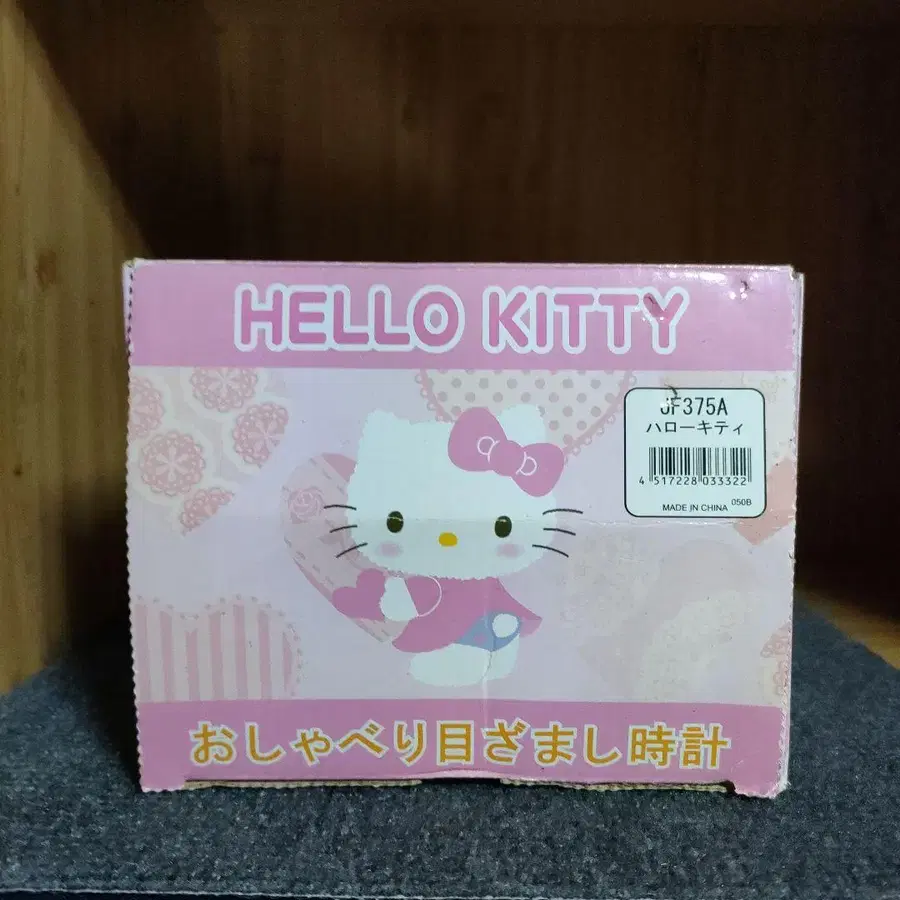 HELLO KITTY
JF375A
ハローキティ
4 517228 033322
050B
MADE IN CHINA
おしゃべり目ざまし時計